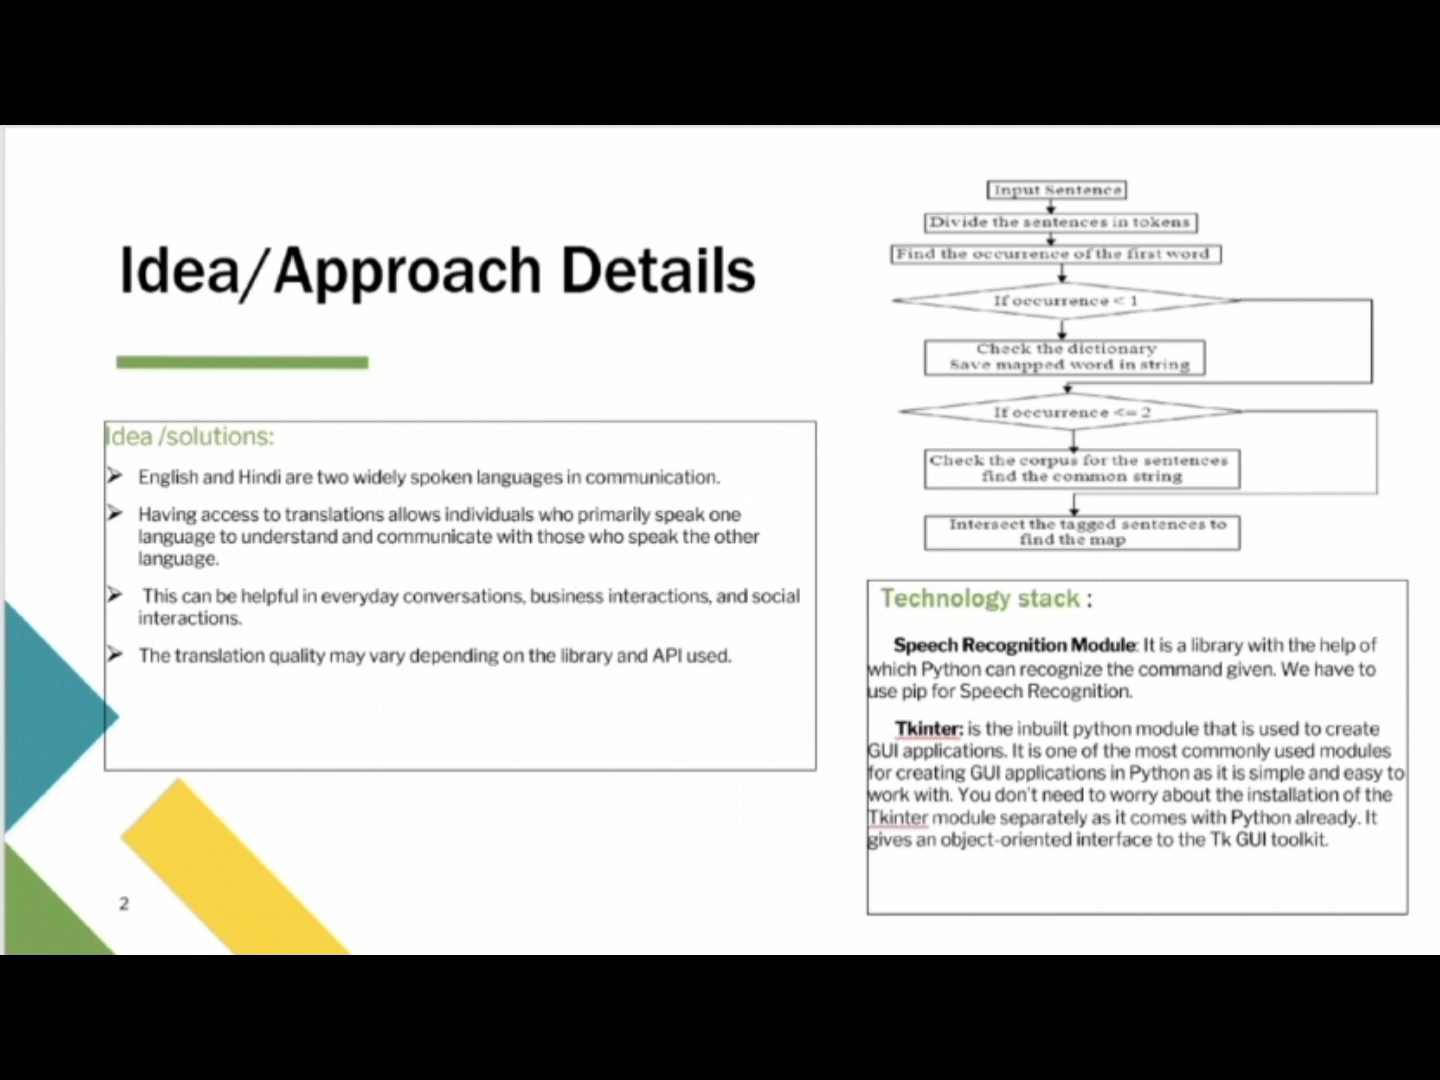 Idea/Approach Details
Idea /solutions:
➢ English and Hindi are two widely spoken languages in communication.
➢ Having access to translations allows individuals who primarily speak one
language to understand and communicate with those who speak the other
language.
➢ This can be helpful in everyday conversations, business interactions, and social
interactions.
➢ The translation quality may vary depending on the library and API used.
2
Input Sentence
Divide the sentences in tokens
Find the occurrence of the first word
If occurrence < 1
Check the dictionary
Save mapped word in string
If occurrence <= 2
Check the corpus for the sentences
find the common string
Intersect the tagged sentences to
find the map
Technology stack :
Speech Recognition Module: It is a library with the help of
which Python can recognize the command given. We have to
use pip for Speech Recognition.
Tkinter: is the inbuilt python module that is used to create
GUI applications. It is one of the most commonly used modules
for creating GUI applications in Python as it is simple and easy to
work with. You don't need to worry about the installation of the
Tkinter module separately as it comes with Python already. It
gives an object-oriented interface to the Tk GUI toolkit.